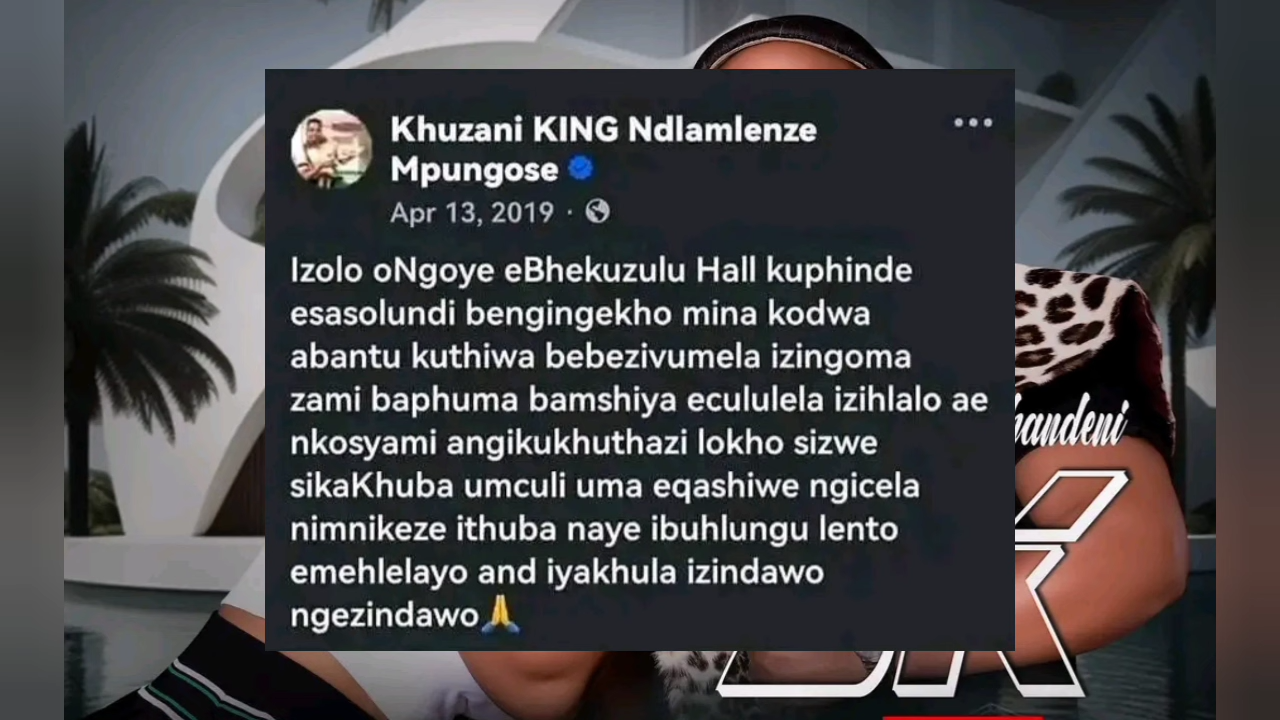 Khuzani KING Ndlamlenze
Mpungose
Apr 13, 2019 ·
Izolo oNgoye eBhekuzulu Hall kuphinde
esasolundi bengingekho mina kodwa
abantu kuthiwa bebezivumela izingoma
zami baphuma bamshiya ecululela izihlalo ae
nkosyami angikukhuthazi lokho sizwe
sikaKhuba umculi uma eqashiwe ngicela
nimnikeze ithuba naye ibuhlungu lento
emehlelayo and iyakhula izindawo
ngezindawo🙏